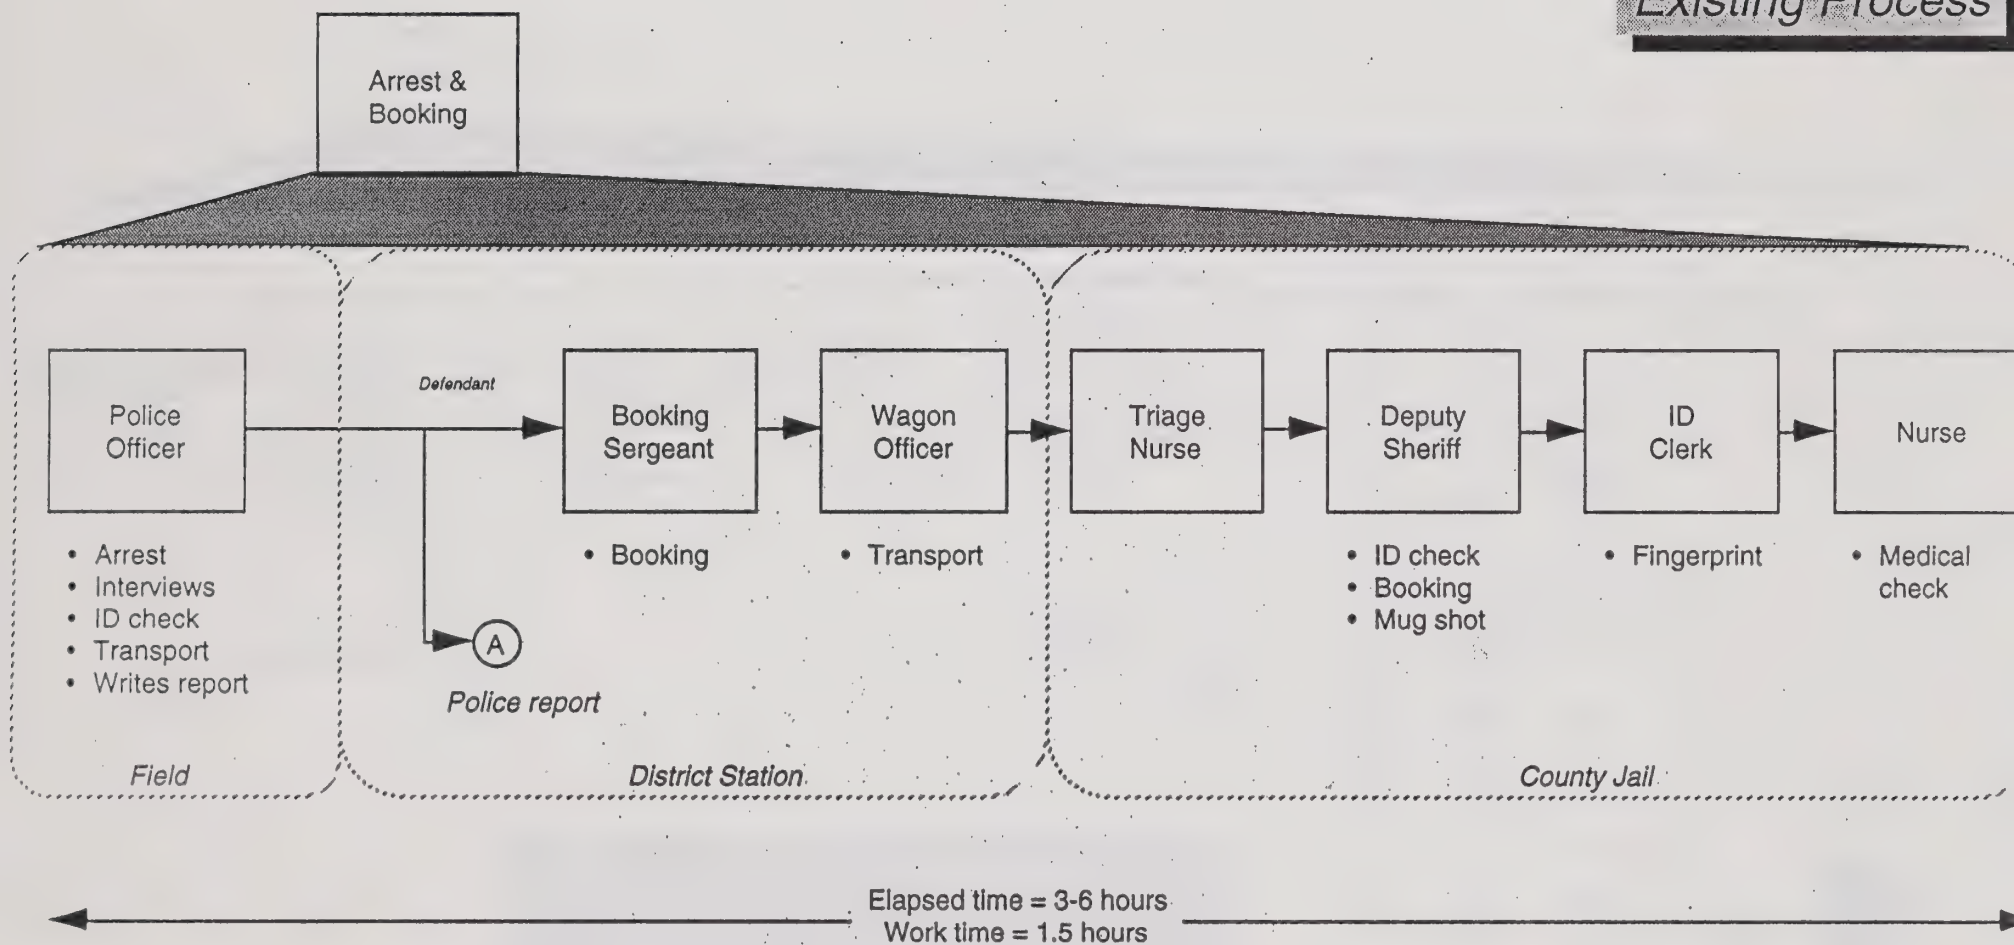 Existing Process
Arrest &
Booking
Defendant
Police
Officer
Booking
Sergeant
Wagon
Officer
Triage
Nurse
Deputy
Sheriff
ID
Clerk
Nurse
• Arrest
• Interviews
• ID check
• Transport
• Writes report
• Booking
• Transport
• ID check
• Booking
• Mug shot
• Fingerprint
• Medical
check
A
Police report
Field
District Station
County Jail
Elapsed time = 3-6 hours
Work time = 1.5 hours